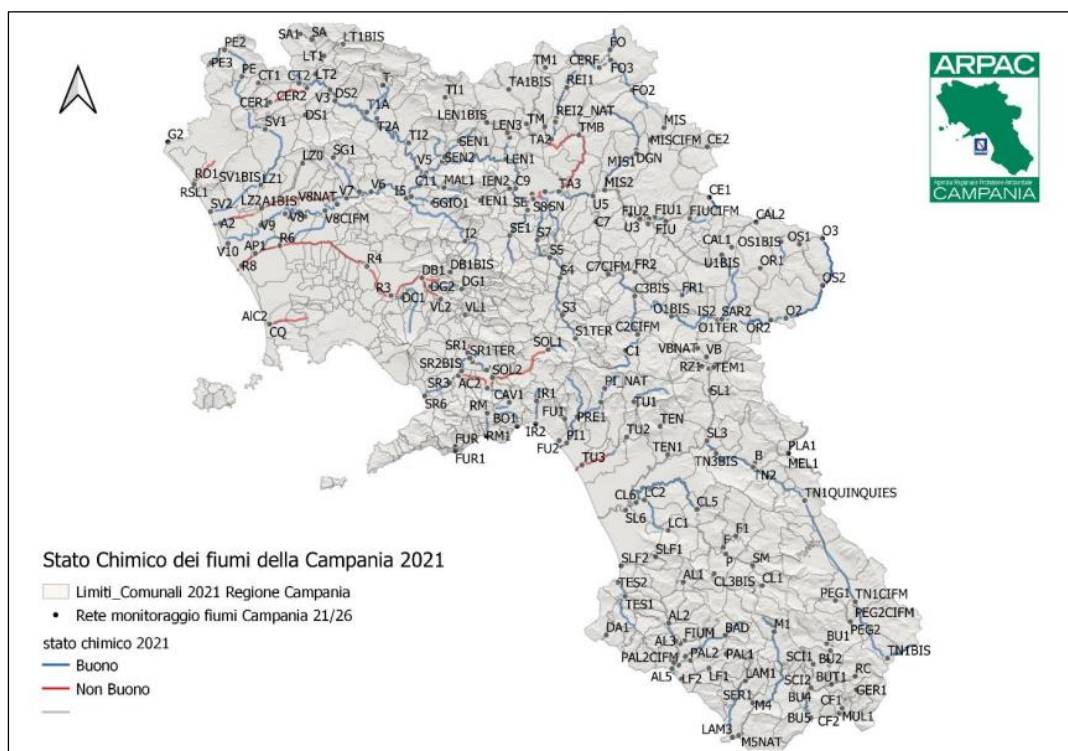 SA1 SA LT1BIS
PE2 FO
PE3 LT1 TM1 CERF FO3
PE CT1 CT2 LT2 T TA1BIS REI1
CER1 CER2 V3 DS2 TI1 FO2
DS1 T1A LEN1BIS REI2_NAT
SV1 T2A LEN3 TM TMB MIS
G2 TI2 SEN1 TA2 MISCIFM CE2
LZ0 SG1 V5 SEN2 LEN1 MIS1 DGN
RD1 SV1BIS LZ1 V6 C11 MAL1 IEN2 C9 TA3 MIS2
RSL1 V8NAT V7 I5 SGIO1 IEN1 SE S8SN U5 CE1
SV2 LZ2 A1BIS V8 V8CIFM C7 FIU2 FIU1 FIUCIFM CAL2
A2 V9 U3 FIU
V10 AP1 R6 I2 SE1 S7 CAL1 OS1BIS OS1 O3
R8 R4 S5 U1BIS OR1
DB1 DB1BIS S4 C7CIFM FR2 OS2
R3 DC1 DG2 DG1 C3BIS FR1
VL2 VL1 S3 O1BIS IS2 SAR2 O2
AIC2 O1TER OR2
CQ S1TER C2CIFM
SR1 SR1TER SOL1 C1 VBNAT VB
SR2BIS SOL2 RZ1 TEM1
SR3 AC2 PI_NAT SL1
SR6 CAV1 IR1 PRE1 TU1
RM BO1 FU1 TEN
FUR RM1 IR2 PI1 TU2 SL3
FUR1 FU2 TEN1 TN3BIS B PLA1
TU3 TN2 MEL1
CL6 LC2 CL5 TN1QUINQUIES
SL6 LC1 F1
SLF2 SLF1 F P SM
TES2 AL1 CL3BIS CL1
TES1 PEG1 TN1CIFM
AL2 PEG2CIFM
DA1 AL3 FIUM BAD M1 BU1 PEG2
PAL2CIFM PAL2 PAL1 SCI1 BU2 TN1BIS
AL5 LF2 LF1 LAM1 SCI2 BUT1 RC
SER1 M4 BU4 CF1 GER1
LAM3 M5NAT BU5 CF2 MUL1
ARPAC
Agenzia Regionale Protezione Ambientale
CAMPANIA
Stato Chimico dei fiumi della Campania 2021
Limiti_Comunali 2021 Regione Campania
Rete monitoraggio fiumi Campania 21/26
stato chimico 2021
Buono
Non Buono